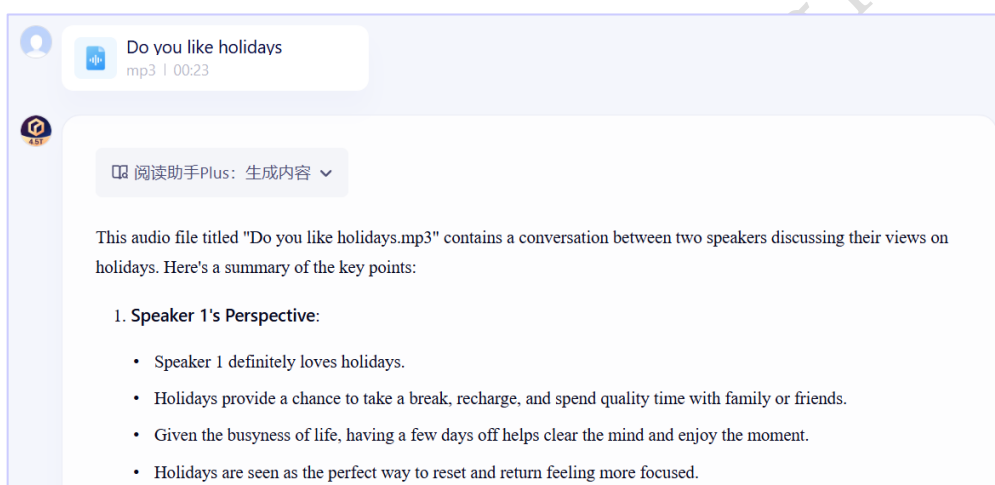 Do you like holidays
mp3 | 00:23
4.5T
阅读助手Plus：生成内容
This audio file titled "Do you like holidays.mp3" contains a conversation between two speakers discussing their views on
holidays. Here's a summary of the key points:
1. Speaker 1's Perspective:
• Speaker 1 definitely loves holidays.
• Holidays provide a chance to take a break, recharge, and spend quality time with family or friends.
• Given the busyness of life, having a few days off helps clear the mind and enjoy the moment.
• Holidays are seen as the perfect way to reset and return feeling more focused.